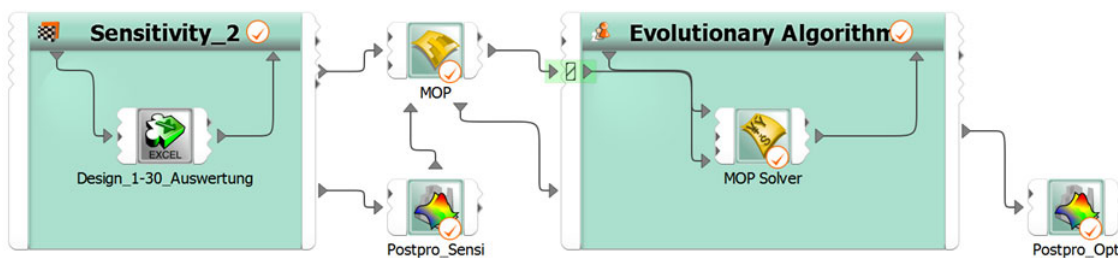 Sensitivity_2
Evolutionary Algorithm
MOP
EXCEL
Design_1-30_Auswertung
MOP Solver
Postpro_Sensi
Postpro_Opt